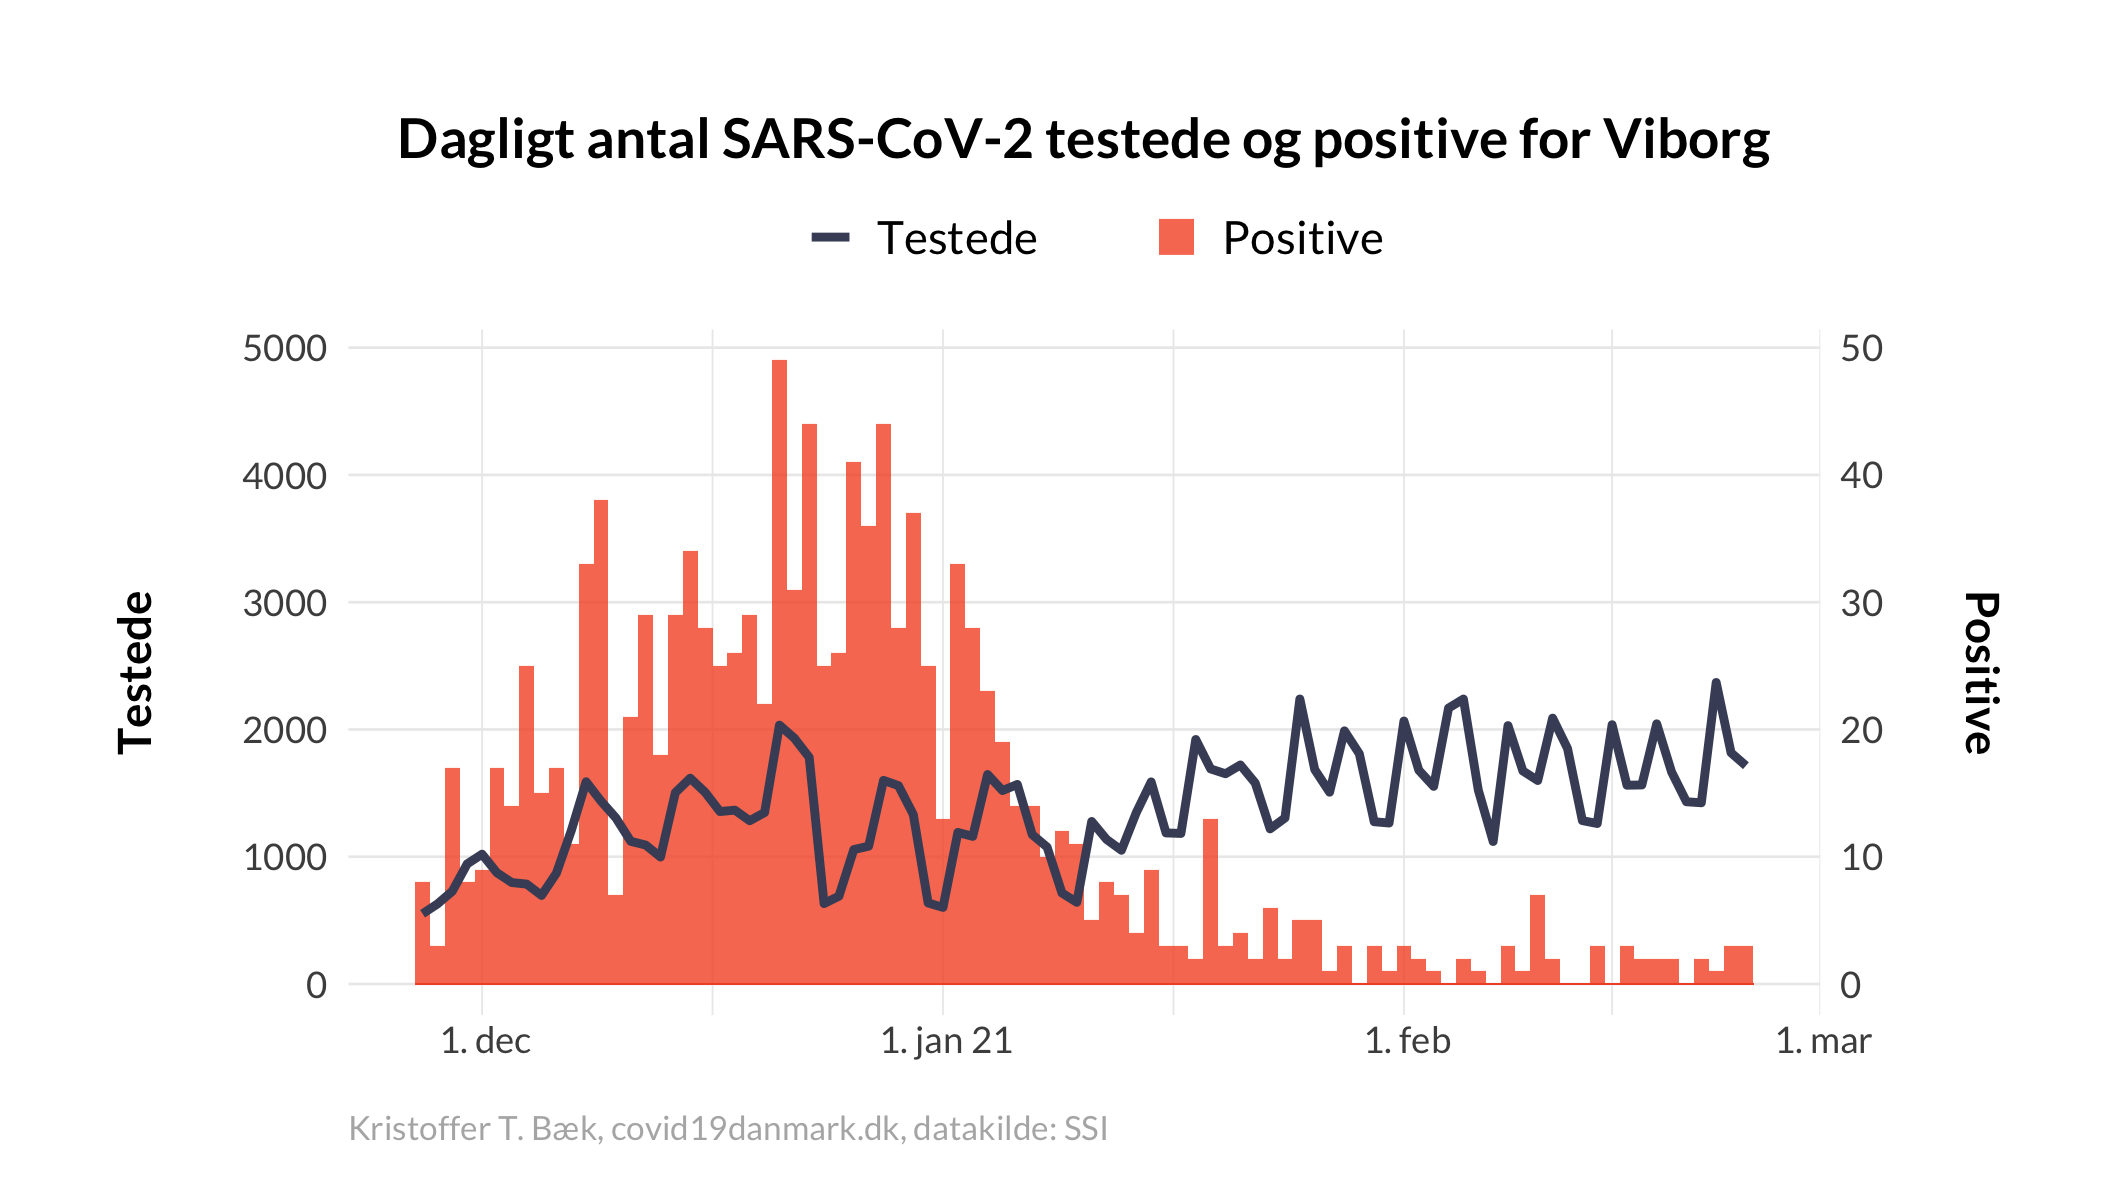 Dagligt antal SARS-CoV-2 testede og positive for Viborg
Testede
Positive
5000
4000
3000
2000
1000
0
Testede
50
40
30
20
10
0
Positive
1. dec
1. jan 21
1. feb
1. mar
Kristoffer T. Bæk, covid19danmark.dk, datakilde: SSI